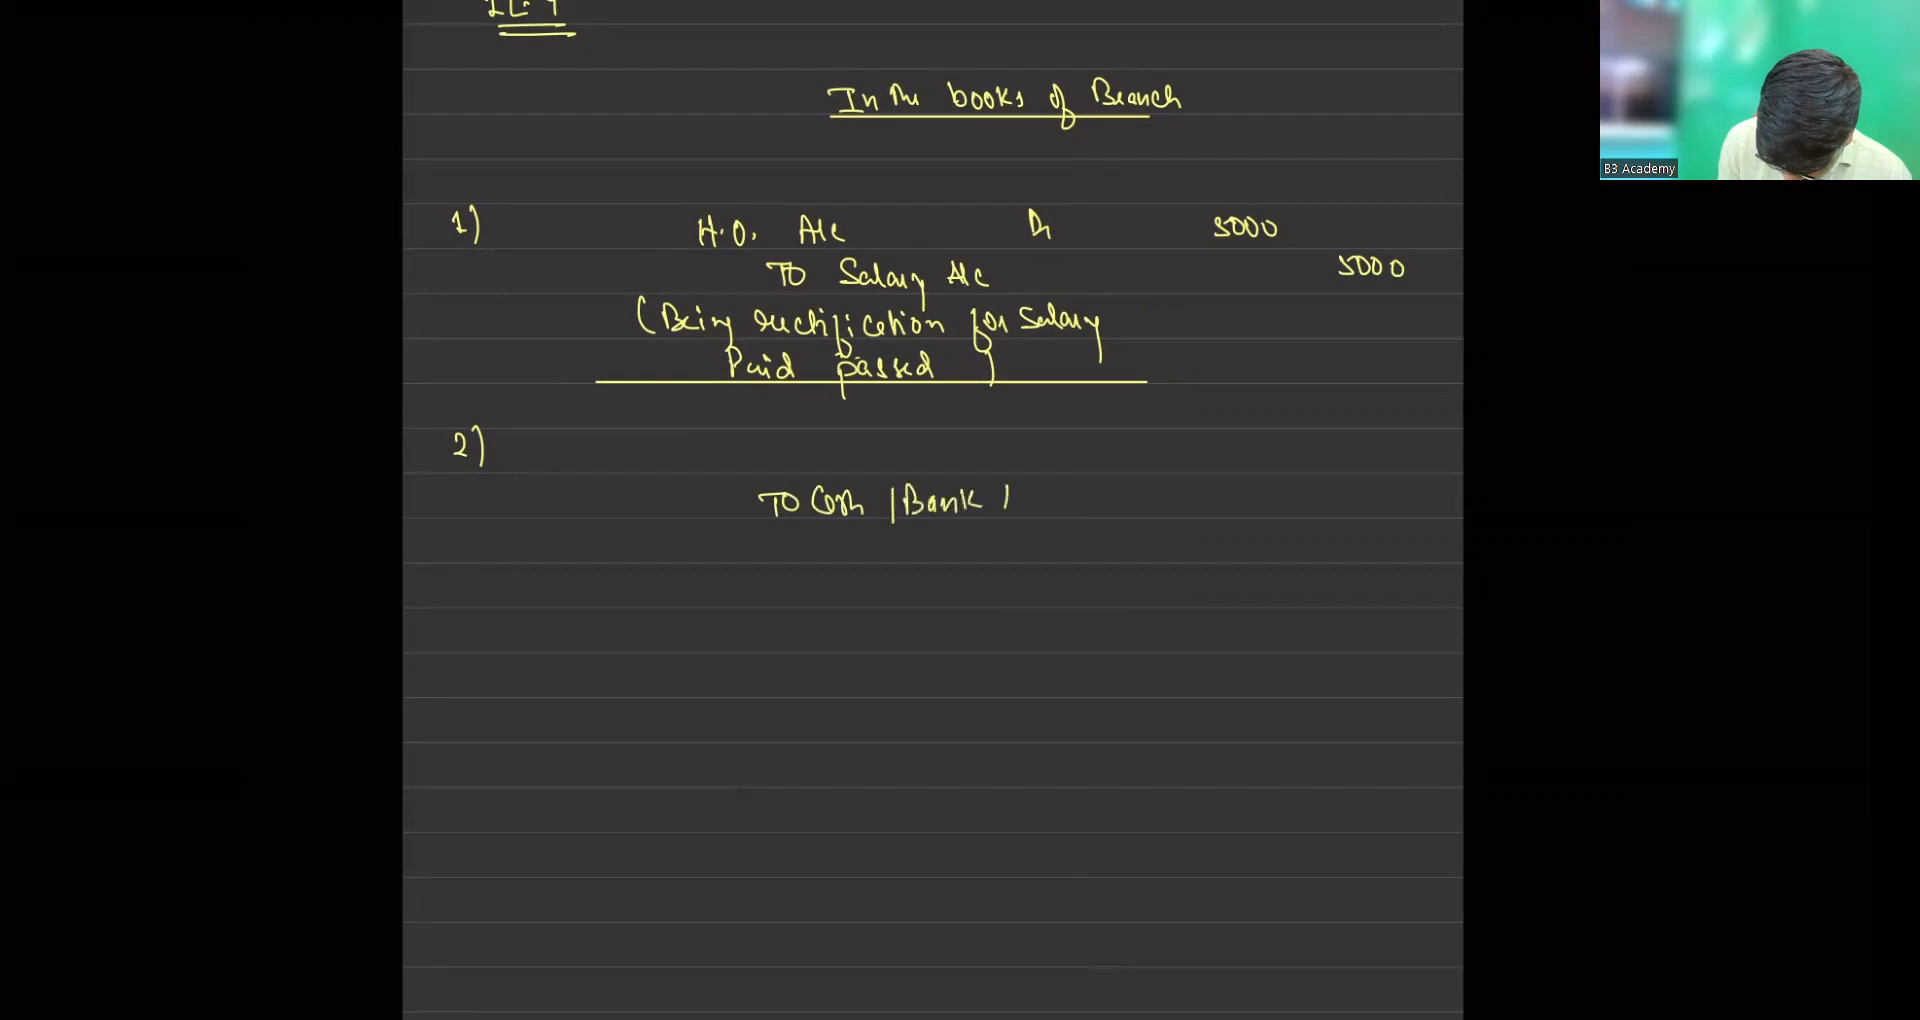 In the books of Branch
1) H.O. A/c Dr 5000
To Salary A/c 5000
(Being rectification for salary
Paid passed)
2)
To Cash / Bank /
B3 Academy